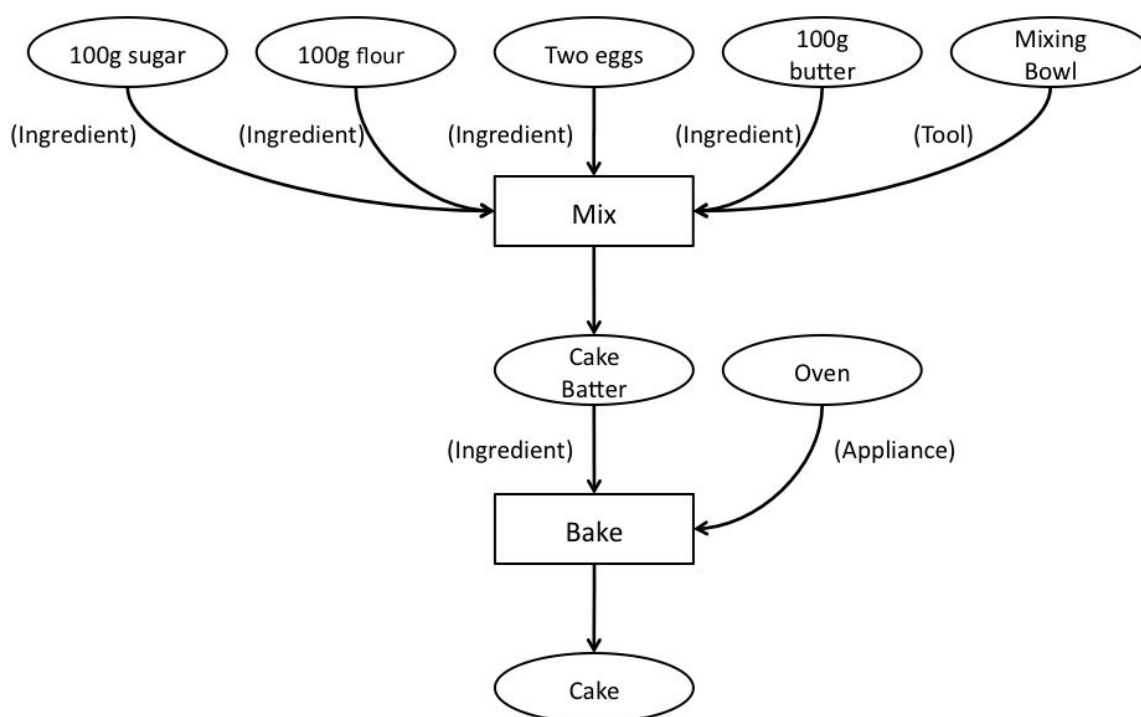 100g sugar
100g flour
Two eggs
100g
butter
Mixing
Bowl
(Ingredient)
(Ingredient)
(Ingredient)
(Ingredient)
(Tool)
Mix
Cake
Batter
Oven
(Ingredient)
(Appliance)
Bake
Cake